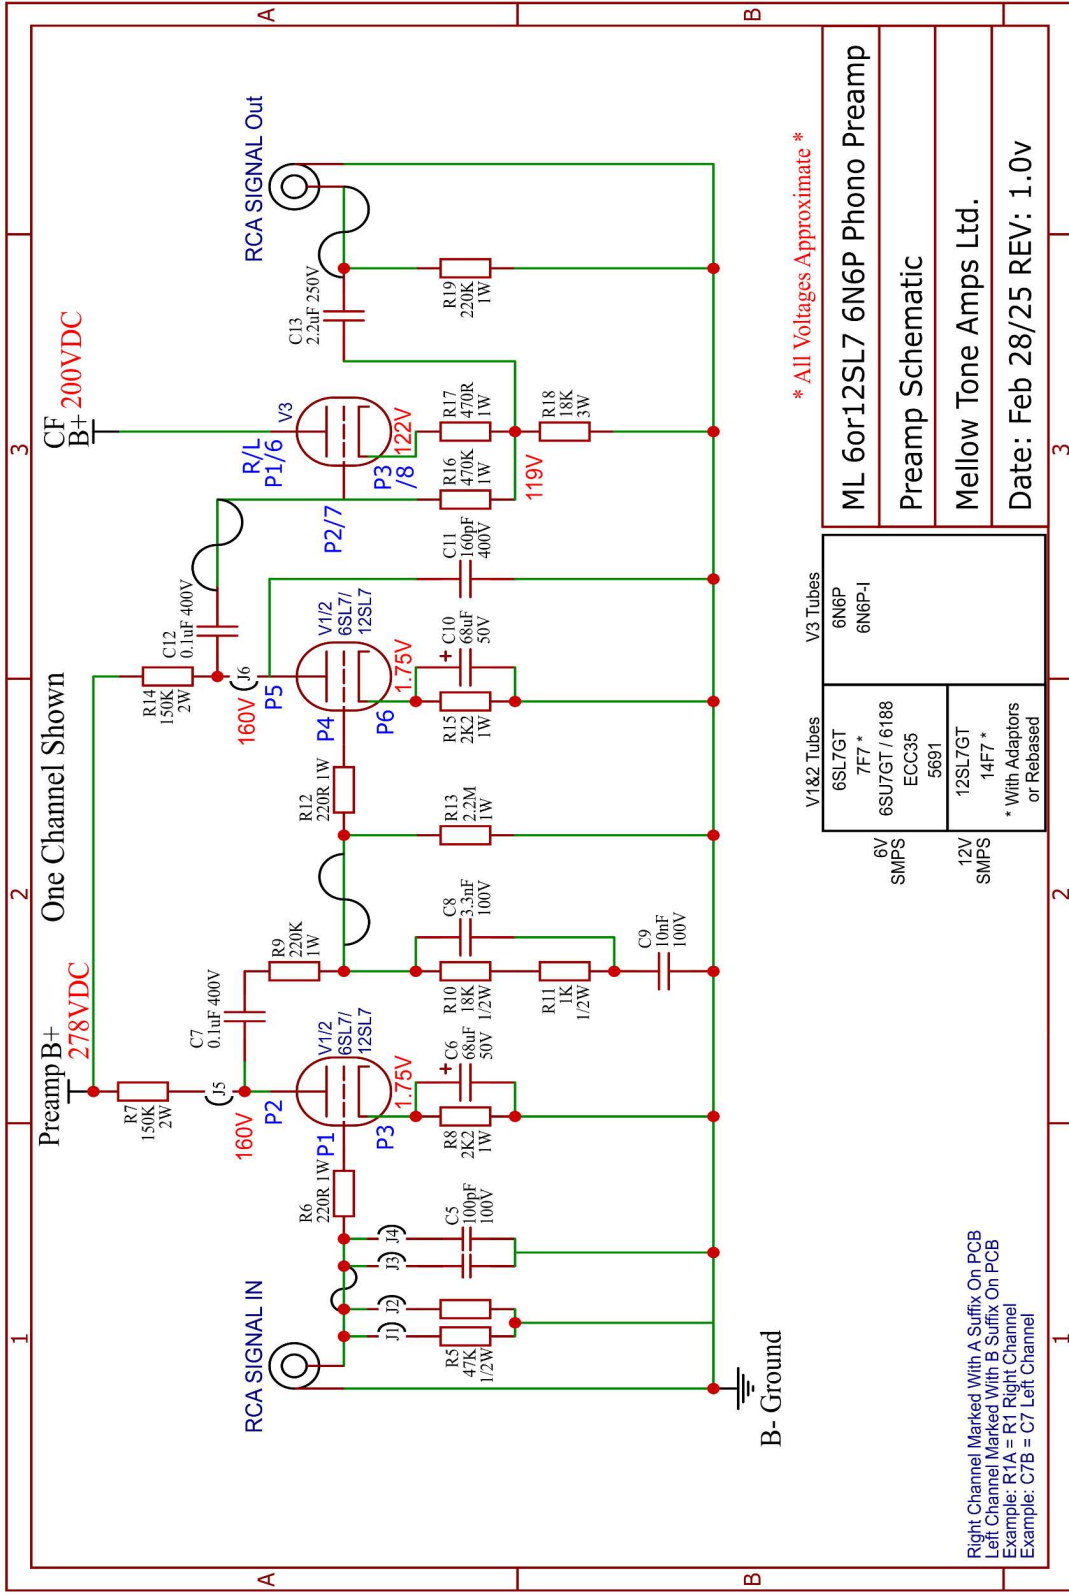 1
2
3
A
B
One Channel Shown
Preamp B+
278VDC
CF
B+ 200VDC
R7
150K
2W
J5
160V
P2
C7
0.1uF 400V
V1/2
6SL7/
12SL7
P1
P3
1.75V
R6
220R 1W
RCA SIGNAL IN
J1
J2
J3
J4
R5
47K
1/2W
C5
100pF
100V
R8
2K2
1W
+
C6
68uF
50V
R9
220K
1W
R10
18K
1/2W
C8
3.3nF
100V
R11
1K
1/2W
C9
10nF
100V
R12
220R 1W
R13
2.2M
1W
R14
150K
2W
J6
160V
P5
C12
0.1uF 400V
V1/2
6SL7/
12SL7
P4
P6
1.75V
R15
2K2
1W
+
C10
68uF
50V
C11
160pF
400V
R/L
P1/6
V3
P2/7
P3
/8
122V
R16
470K
1W
R17
470R
1W
119V
R18
18K
3W
C13
2.2uF 250V
R19
220K
1W
RCA SIGNAL Out
B- Ground
* All Voltages Approximate *
V1&2 Tubes
V3 Tubes
6V
SMPS
6SL7GT
7F7 *
6SU7GT / 6188
ECC35
5691
6N6P
6N6P-I
12V
SMPS
12SL7GT
14F7 *
* With Adaptors
or Rebased
ML 6or12SL7 6N6P Phono Preamp
Preamp Schematic
Mellow Tone Amps Ltd.
Date: Feb 28/25 REV: 1.0v
Right Channel Marked With A Suffix On PCB
Left Channel Marked With B Suffix On PCB
Example: R1A = R1 Right Channel
Example: C7B = C7 Left Channel
1
2
3
A
B